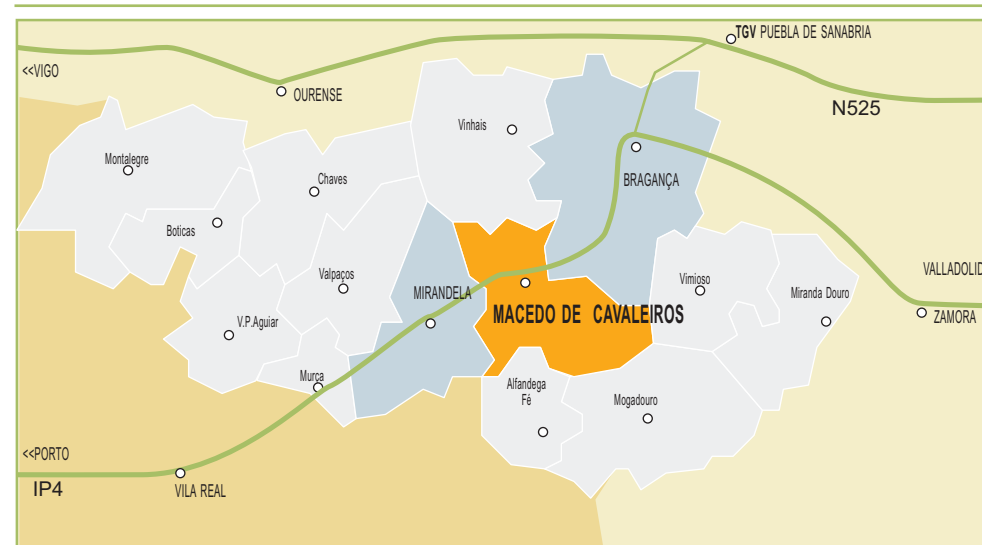 TGV PUEBLA DE SANABRIA
<<VIGO
OURENSE
N525
Vinhais
Montalegre
Chaves
BRAGANÇA
Boticas
Valpaços
MIRANDELA
Vimioso
VALLADOLID
Miranda Douro
MACEDO DE CAVALEIROS
ZAMORA
V.P.Aguiar
Murça
Alfandega
Fé
Mogadouro
<<PORTO
IP4
VILA REAL